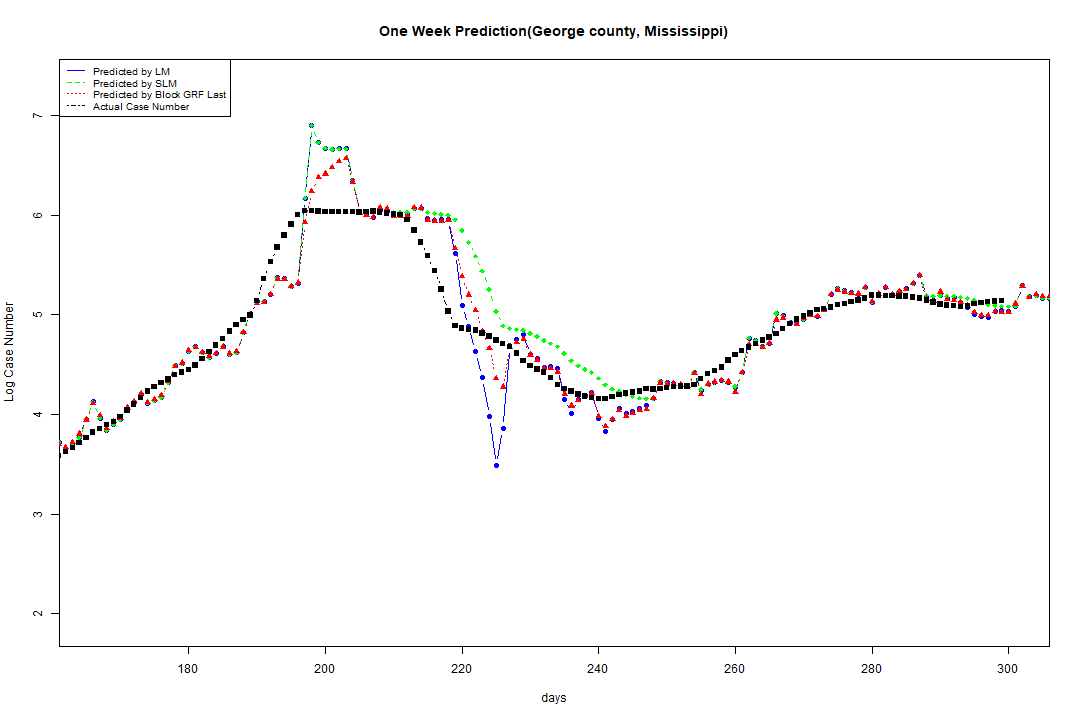 One Week Prediction(George county, Mississippi)
Predicted by LM
Predicted by SLM
Predicted by Block GRF Last
Actual Case Number
Log Case Number
7
6
5
4
3
2
180 200 220 240 260 280 300
days